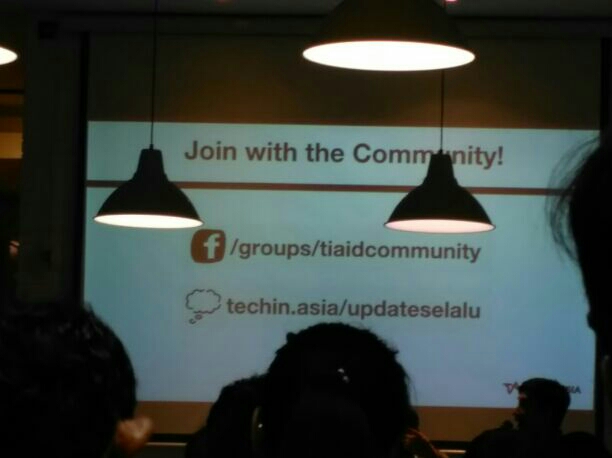 Join with the Community!
f /groups/tiaidcommunity
techin.asia/updateselalu